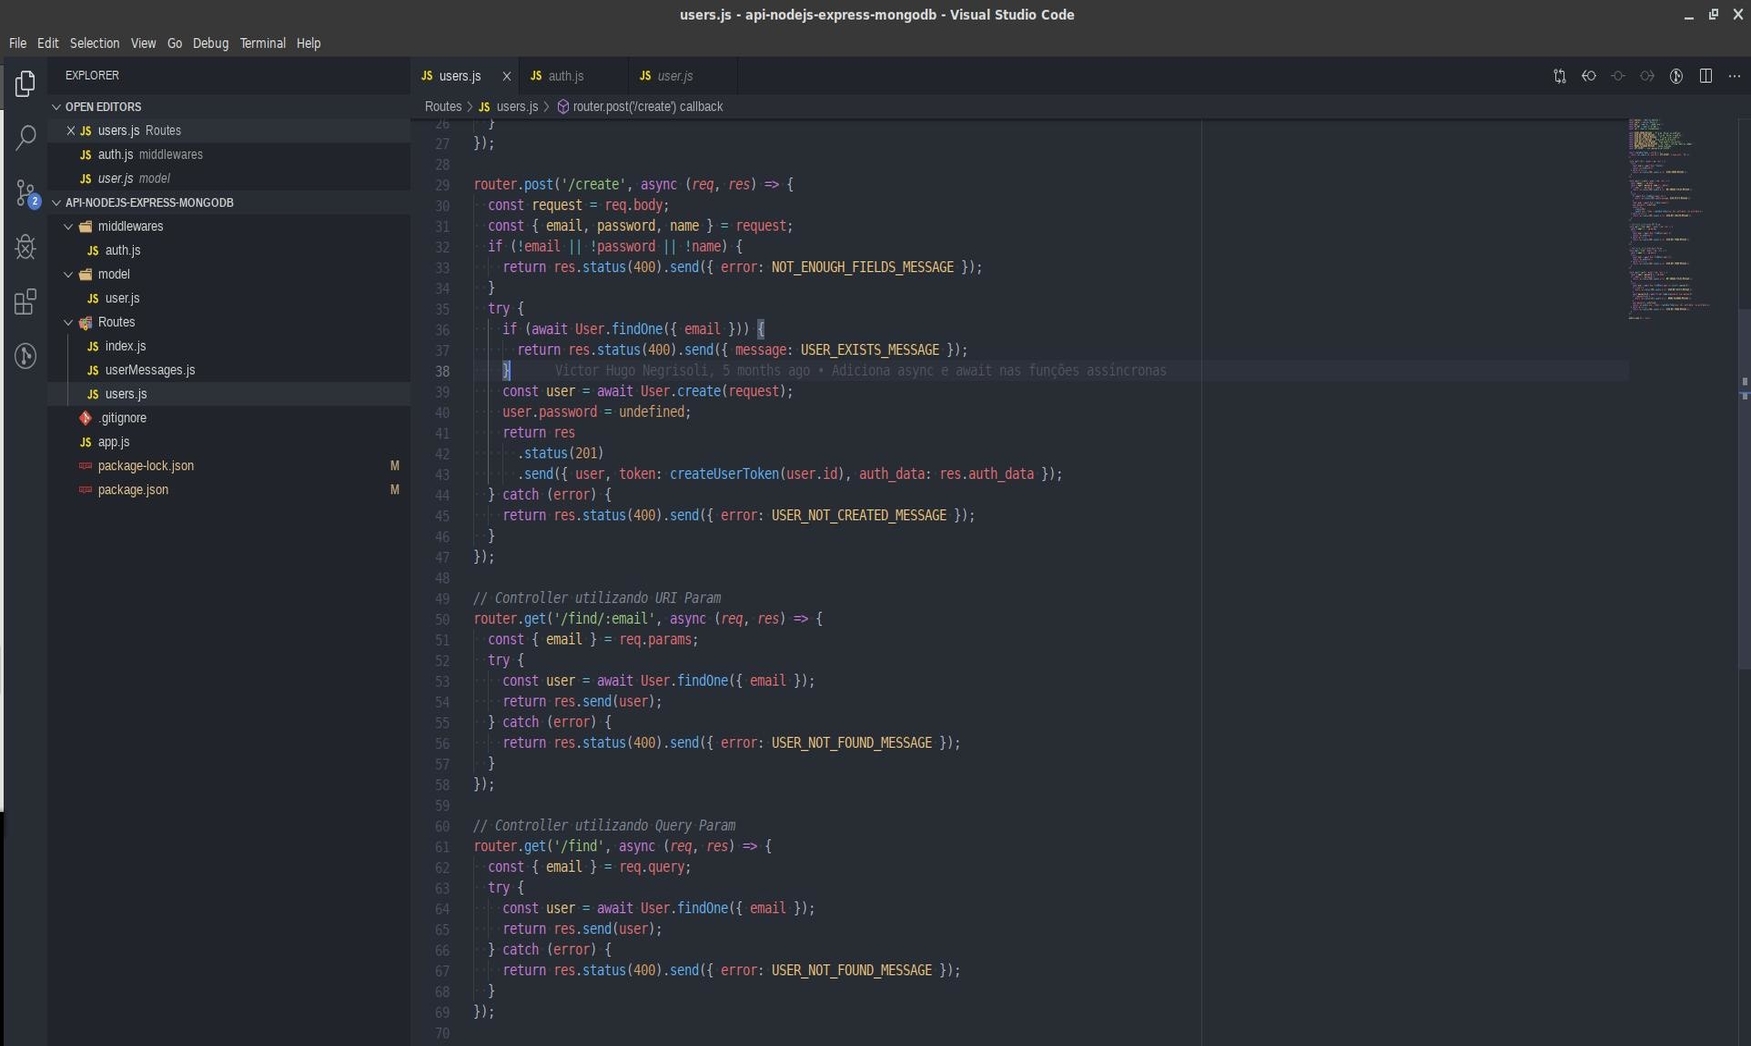 users.js - api-nodejs-express-mongodb - Visual Studio Code
File Edit Selection View Go Debug Terminal Help
EXPLORER
OPEN EDITORS
users.js Routes
auth.js middlewares
user.js model
2
API-NODEJS-EXPRESS-MONGODB
middlewares
JS auth.js
model
JS user.js
Routes
JS index.js
JS userMessages.js
JS users.js
.gitignore
JS app.js
package-lock.json M
package.json M
JS users.js JS auth.js JS user.js
Routes > JS users.js > router.post('/create') callback
26   }
27 });
28
29 router.post('/create', async (req, res) => {
30   const request = req.body;
31   const { email, password, name } = request;
32   if (!email || !password || !name) {
33     return res.status(400).send({ error: NOT_ENOUGH_FIELDS_MESSAGE });
34   }
35   try {
36     if (await User.findOne({ email })) {
37       return res.status(400).send({ message: USER_EXISTS_MESSAGE });
38     } Victor Hugo Negrisoli, 5 months ago • Adiciona async e await nas funções assíncronas
39     const user = await User.create(request);
40     user.password = undefined;
41     return res
42       .status(201)
43       .send({ user, token: createUserToken(user.id), auth_data: res.auth_data });
44   } catch (error) {
45     return res.status(400).send({ error: USER_NOT_CREATED_MESSAGE });
46   }
47 });
48
49 // Controller utilizando URI Param
50 router.get('/find/:email', async (req, res) => {
51   const { email } = req.params;
52   try {
53     const user = await User.findOne({ email });
54     return res.send(user);
55   } catch (error) {
56     return res.status(400).send({ error: USER_NOT_FOUND_MESSAGE });
57   }
58 });
59
60 // Controller utilizando Query Param
61 router.get('/find', async (req, res) => {
62   const { email } = req.query;
63   try {
64     const user = await User.findOne({ email });
65     return res.send(user);
66   } catch (error) {
67     return res.status(400).send({ error: USER_NOT_FOUND_MESSAGE });
68   }
69 });
70